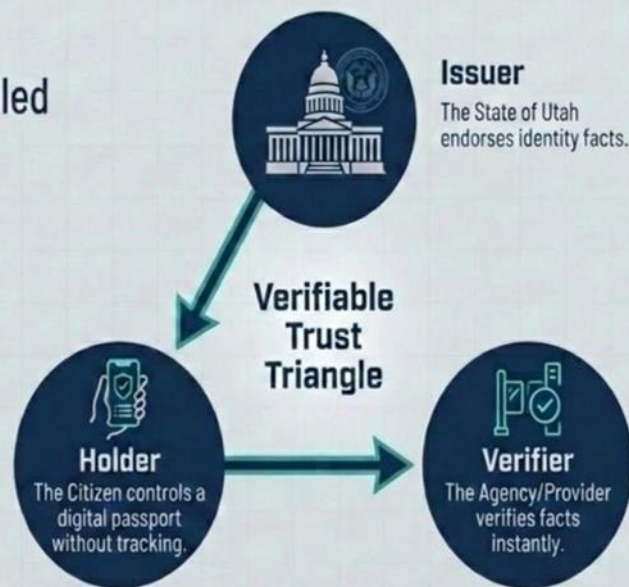 led
Issuer
The State of Utah
endorses identity facts.
Verifiable
Trust
Triangle
Holder
The Citizen controls a
digital passport
without tracking.
Verifier
The Agency/Provider
verifies facts
instantly.